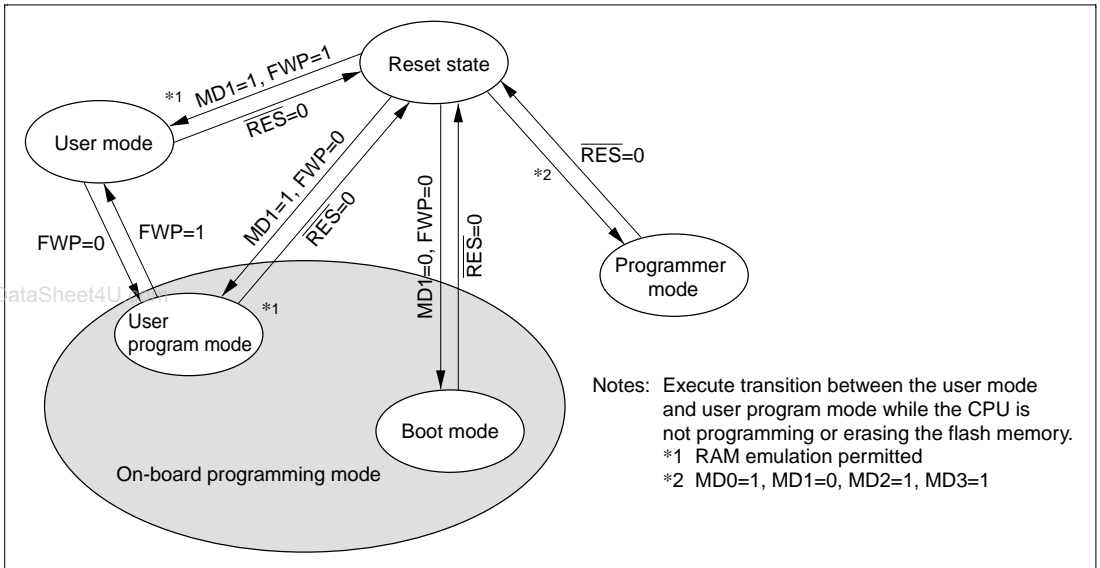 Reset state
*1 MD1=1, FWP=1
RES=0
User mode
MD1=1, FWP=0
RES=0
MD1=0, FWP=0
RES=0
*2
RES=0
FWP=0
FWP=1
Programmer
mode
User
program mode
*1
Boot mode
On-board programming mode
Notes: Execute transition between the user mode
and user program mode while the CPU is
not programming or erasing the flash memory.
*1 RAM emulation permitted
*2 MD0=1, MD1=0, MD2=1, MD3=1